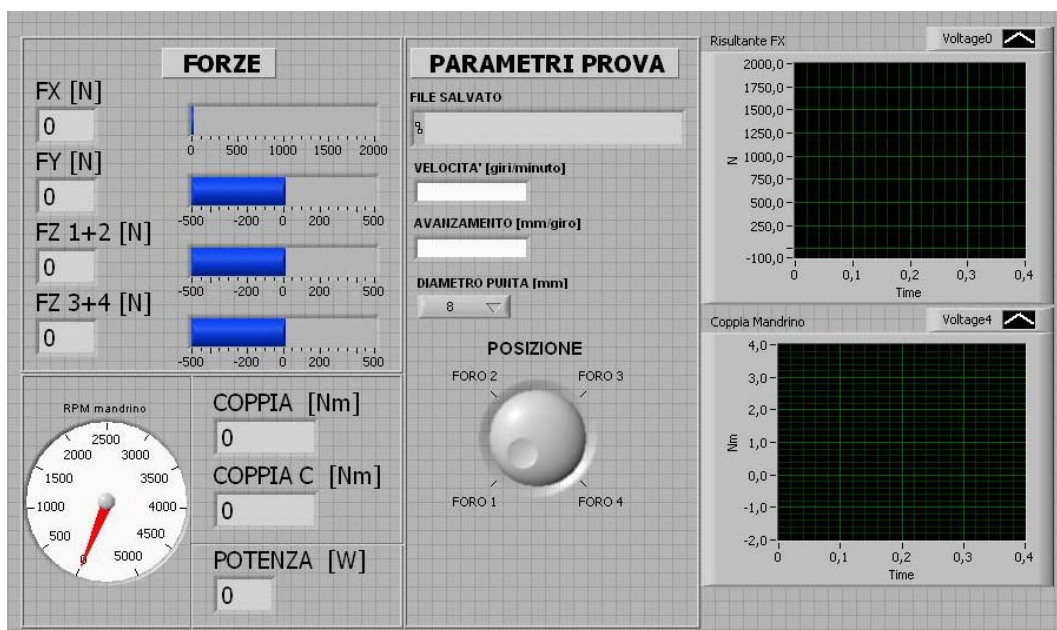 FORZE
FX [N]
0
0 500 1000 1500 2000
FY [N]
0
-500 -200 0 200 500
FZ 1+2 [N]
0
-500 -200 0 200 500
FZ 3+4 [N]
0
-500 -200 0 200 500
RPM mandrino
0 500 1000 1500 2000 2500 3000 3500 4000 4500 5000
COPPIA [Nm]
0
COPPIA C [Nm]
0
POTENZA [W]
0
PARAMETRI PROVA
FILE SALVATO
VELOCITA' [giri/minuto]
AVANZAMENTO [mm/giro]
DIAMETRO PUNTA [mm]
8
POSIZIONE
FORO 2 FORO 3
FORO 1 FORO 4
Risultante FX Voltage0
2000,0
1750,0
1500,0
1250,0
N 1000,0
750,0
500,0
250,0
-100,0
0 0,1 0,2 0,3 0,4
Time
Coppia Mandrino Voltage4
4,0
3,0
2,0
Nm 1,0
0,0
-1,0
-2,0
0 0,1 0,2 0,3 0,4
Time